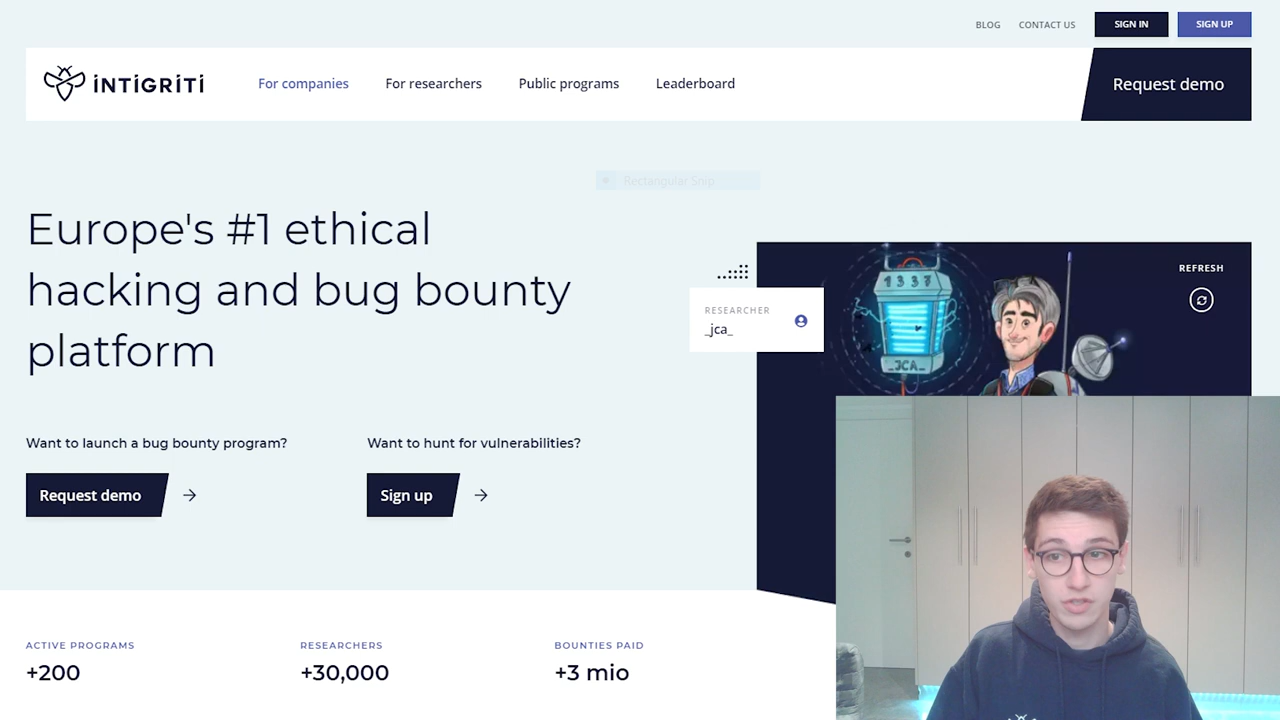 BLOG
CONTACT US
SIGN IN
SIGN UP
INTIGRITI
For companies
For researchers
Public programs
Leaderboard
Request demo
Rectangular Snip
Europe's #1 ethical
hacking and bug bounty
platform
REFRESH
1337
RESEARCHER
_jca_
_JCA_
Want to launch a bug bounty program?
Request demo
Want to hunt for vulnerabilities?
Sign up
ACTIVE PROGRAMS
+200
RESEARCHERS
+30,000
BOUNTIES PAID
+3 mio